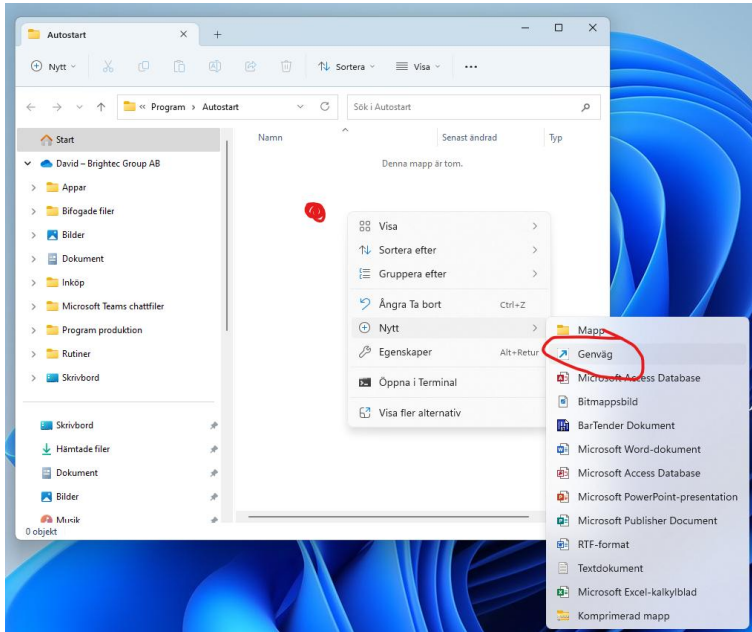 Autostart
Nytt
Sortera
Visa
Program
Autostart
Sök i Autostart
Start
David – Brightec Group AB
Appar
Bifogade filer
Bilder
Dokument
Inköp
Microsoft Teams chattfiler
Program produktion
Rutiner
Skrivbord
Skrivbord
Hämtade filer
Dokument
Bilder
Musik
0 objekt
Namn
Senast ändrad
Typ
Denna mapp är tom.
Visa
Sortera efter
Gruppera efter
Ångra Ta bort Ctrl+Z
Nytt
Egenskaper Alt+Retur
Öppna i Terminal
Visa fler alternativ
Mapp
Genväg
Microsoft Access Database
Bitmappsbild
BarTender Dokument
Microsoft Word-dokument
Microsoft Access Database
Microsoft PowerPoint-presentation
Microsoft Publisher Document
RTF-format
Textdokument
Microsoft Excel-kalkylblad
Komprimerad mapp